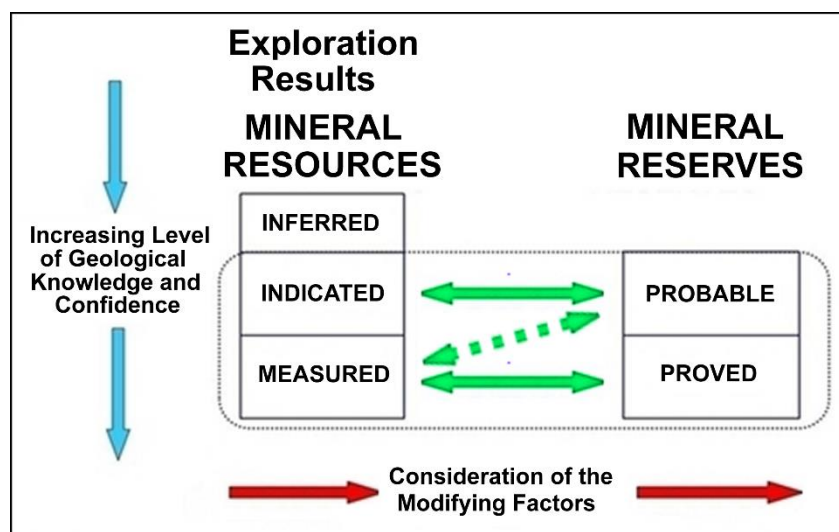 Exploration
Results
MINERAL
RESOURCES
MINERAL
RESERVES
INFERRED
Increasing Level
of Geological
Knowledge and
Confidence
INDICATED
PROBABLE
MEASURED
PROVED
Consideration of the
Modifying Factors